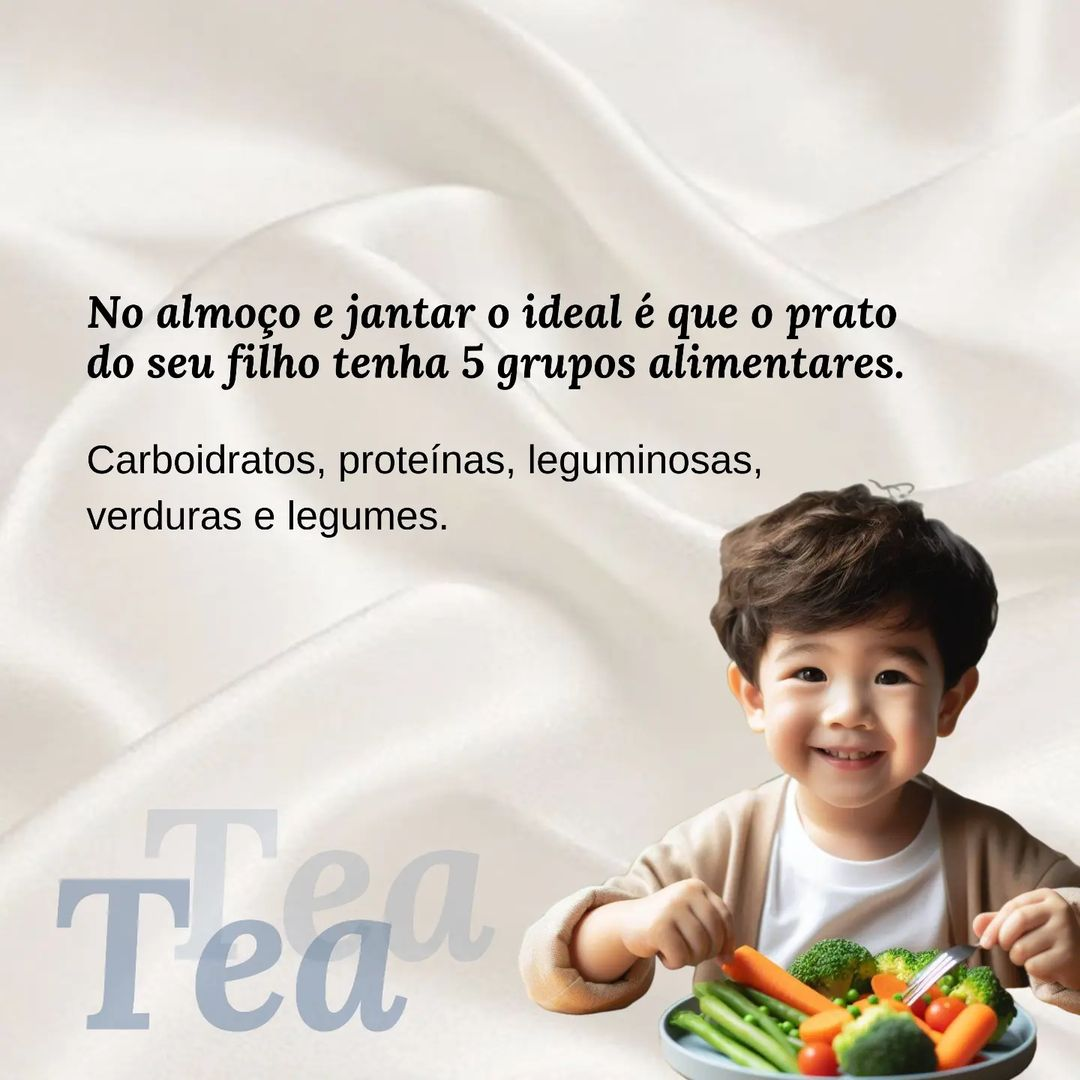 No almoço e jantar o ideal é que o prato
do seu filho tenha 5 grupos alimentares.
Carboidratos, proteínas, leguminosas,
verduras e legumes.
Tea
Tea